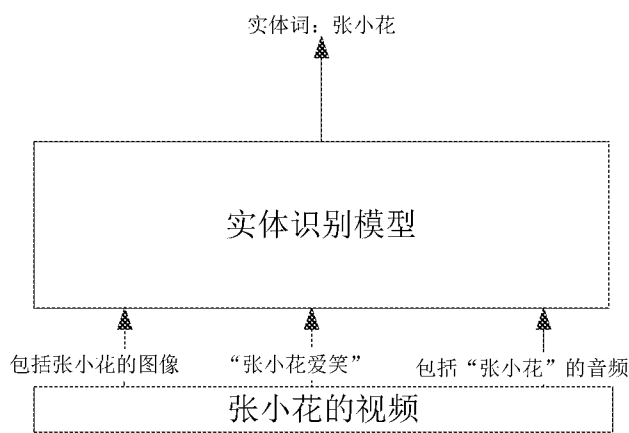 实体词：张小花
实体识别模型
包括张小花的图像
“张小花爱笑”
包括“张小花”的音频
张小花的视频